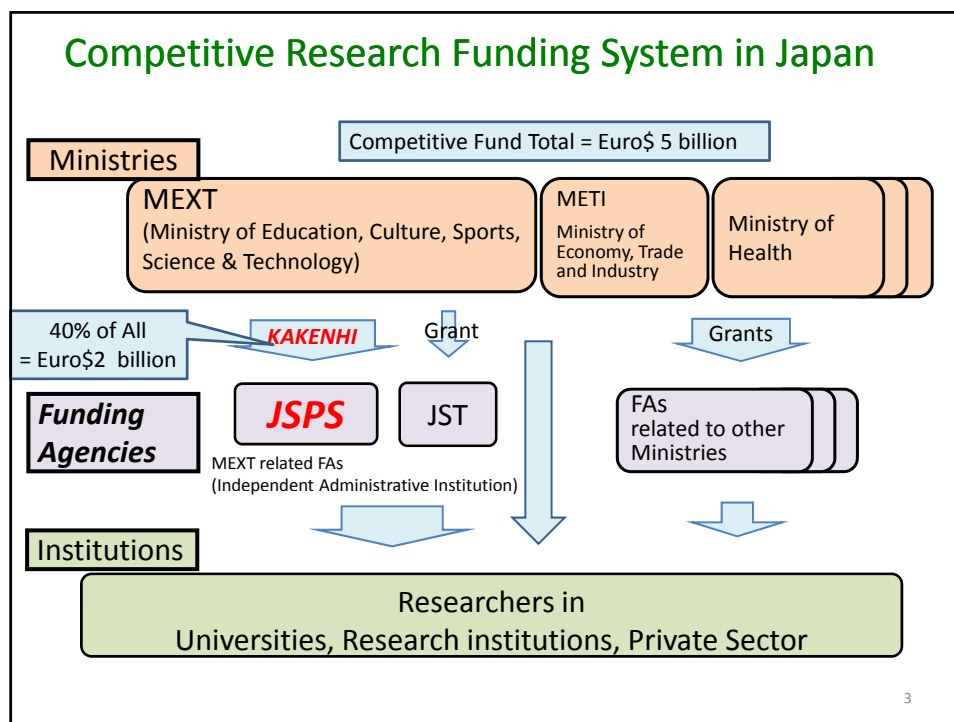 Competitive Research Funding System in Japan
Competitive Fund Total = Euro$ 5 billion
Ministries
MEXT
(Ministry of Education, Culture, Sports,
Science & Technology)
METI
Ministry of
Economy, Trade
and Industry
Ministry of
Health
40% of All
= Euro$2 billion
KAKENHI
Grant
Grants
Funding
Agencies
JSPS
JST
FAs
related to other
Ministries
MEXT related FAs
(Independent Administrative Institution)
Institutions
Researchers in
Universities, Research institutions, Private Sector
3